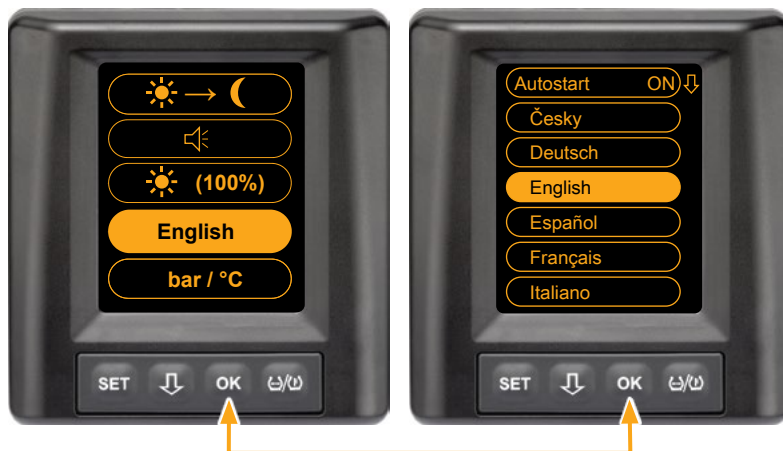 (100%)
English
bar / °C
SET
OK
Autostart ON
Česky
Deutsch
English
Español
Français
Italiano
SET
OK